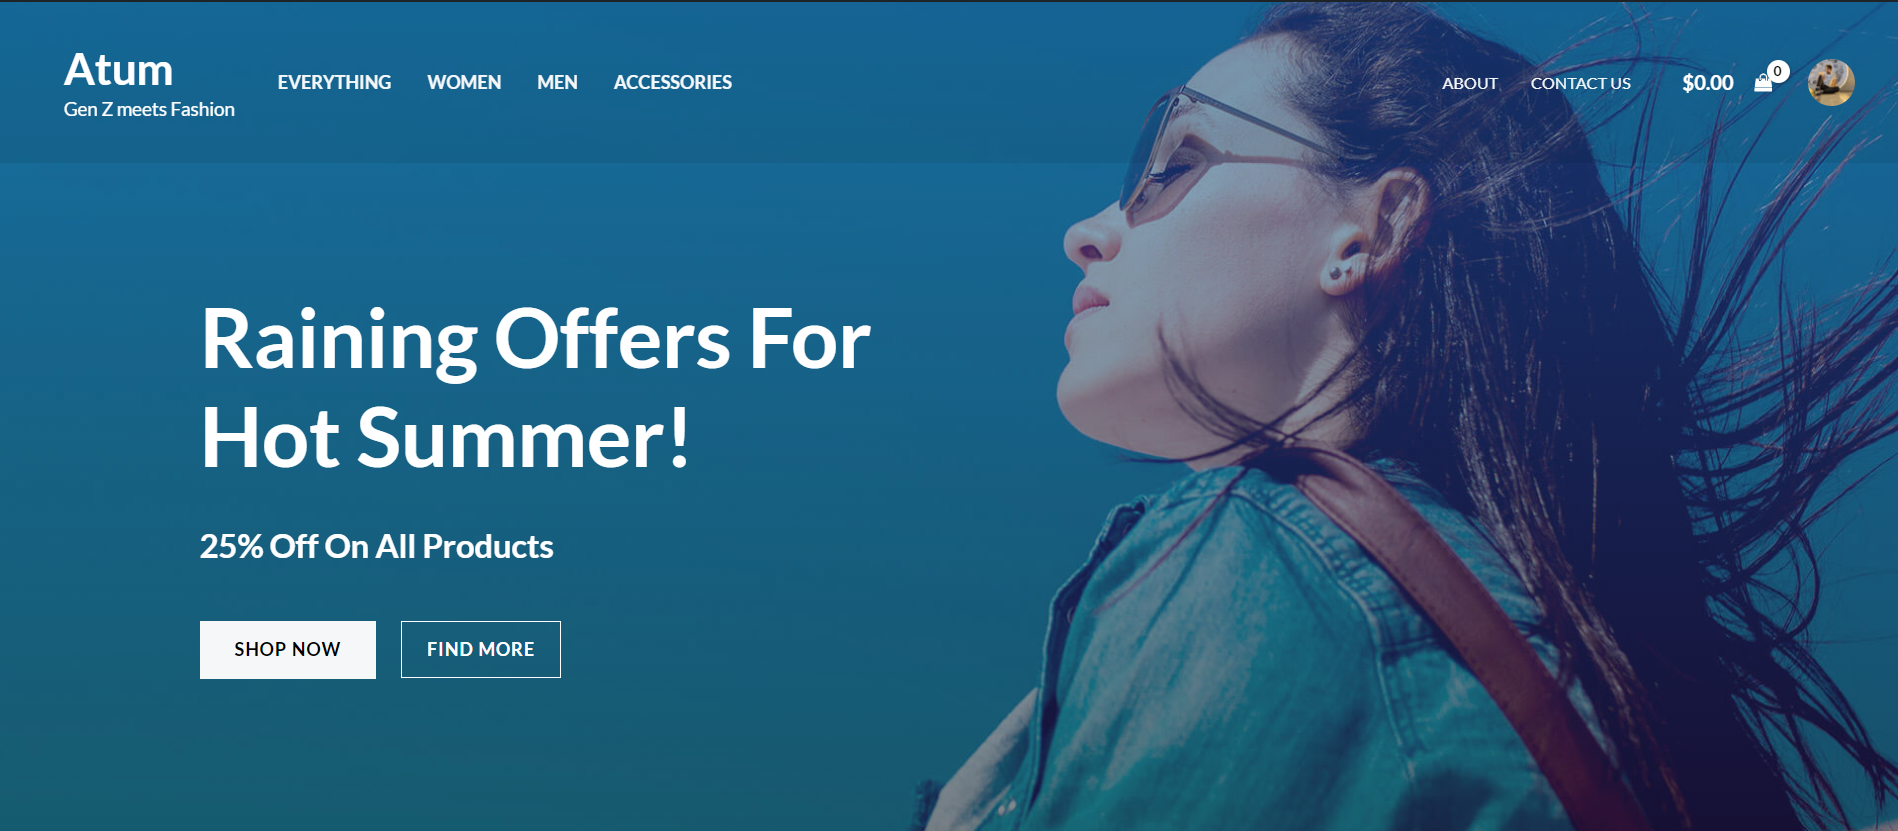 Atum
Gen Z meets Fashion
EVERYTHING WOMEN MEN ACCESSORIES
ABOUT CONTACT US $0.00 0
Raining Offers For
Hot Summer!
25% Off On All Products
SHOP NOW FIND MORE